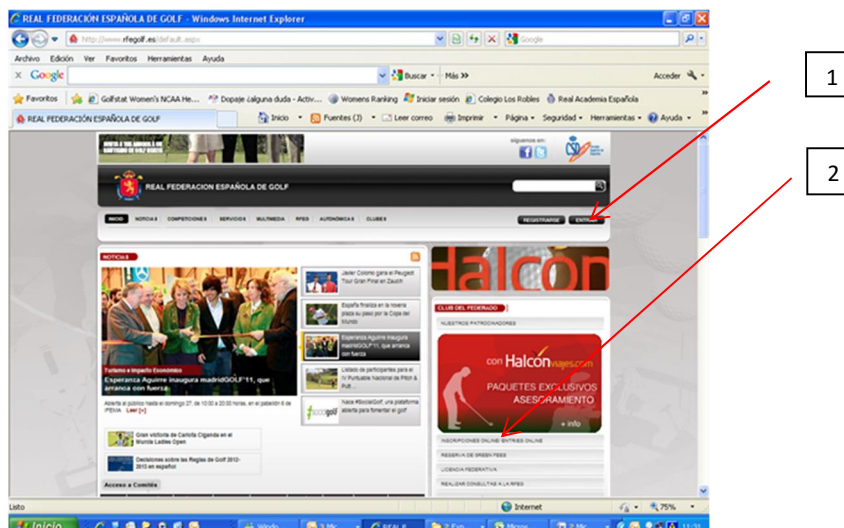 REAL FEDERACIÓN ESPAÑOLA DE GOLF - Windows Internet Explorer
http://www.rfegolf.es/default.aspx
Google
Archivo Edición Ver Favoritos Herramientas Ayuda
x Google Buscar Más >> Acceder
Favoritos Golfstat Women's NCAA He... Dopaje ¿alguna duda - Activ... Womens Ranking Iniciar sesión Colegio Los Robles Real Academia Española
REAL FEDERACIÓN ESPAÑOLA DE GOLF Inicio Fuentes (J) Leer correo Imprimir Página Seguridad Herramientas Ayuda
síguenos en:
CSD
REAL FEDERACION ESPAÑOLA DE GOLF
INICIO NOTICIAS COMPETICIONES SERVICIOS MULTIMEDIA RFEG AUTONÓMICAS CLUBES REGISTRARSE
1
2
NOTICIAS
Javier Colomo gana el Peugeot
Tour Gran Final en Zaudín
España finaliza en la novena
plaza su paso por la Copa del
Mundo
Esperanza Aguirre inaugura
madridGOLF'11, que arranca
con fuerza
Listado de participantes para el
IV Puntuable Nacional de Pitch &
Putt ...
Nace #SocialGolf, una plataforma
abierta para fomentar el golf
socialgolf
Turismo e Impacto Económico
Esperanza Aguirre inaugura madridGOLF'11, que
arranca con fuerza
Abierta al público hasta el domingo 27, de 10:00 a 20:00 horas, en el pabellón 6 de
IFEMA Leer [+]
Gran victoria de Carlota Ciganda en el
Murcia Ladies Open
Decisiones sobre las Reglas de Golf 2012-
2013 en español
Acceso a Comités
Halcon
CLUB DEL FEDERADO
NUESTROS PATROCINADORES
con Halcón viajes.com
PAQUETES EXCLUSIVOS
ASESORAMIENTO
+ info
INSCRIPCIONES ONLINE/ ENTRIES ONLINE
RESERVA DE GREEN FEES
LICENCIA FEDERATIVA
REALIZAR CONSULTAS A LA RFEG
Listo Internet 75%
Inicio 11:31